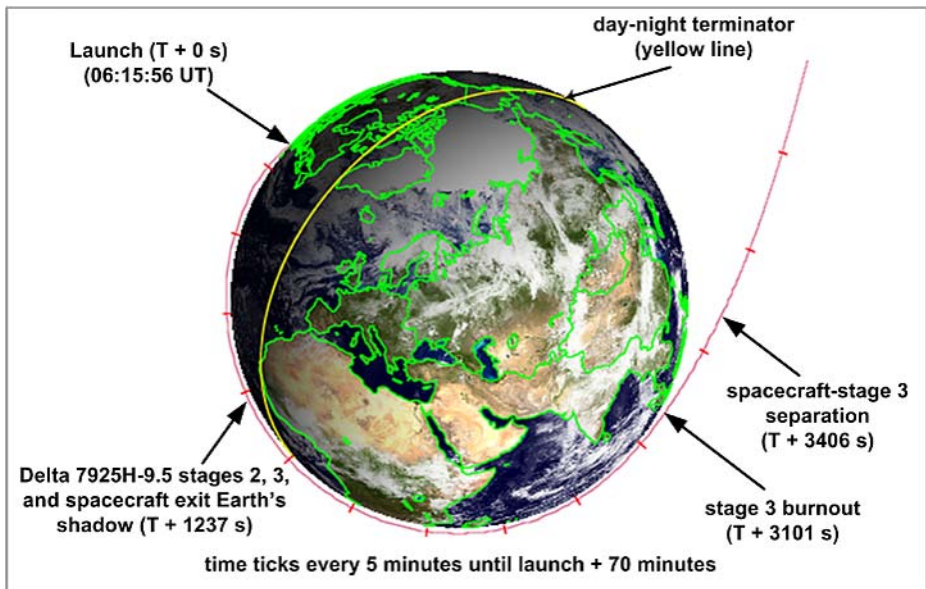 Launch (T + 0 s)
(06:15:56 UT)
day-night terminator
(yellow line)
spacecraft-stage 3
separation
(T + 3406 s)
Delta 7925H-9.5 stages 2, 3,
and spacecraft exit Earth's
shadow (T + 1237 s)
stage 3 burnout
(T + 3101 s)
time ticks every 5 minutes until launch + 70 minutes